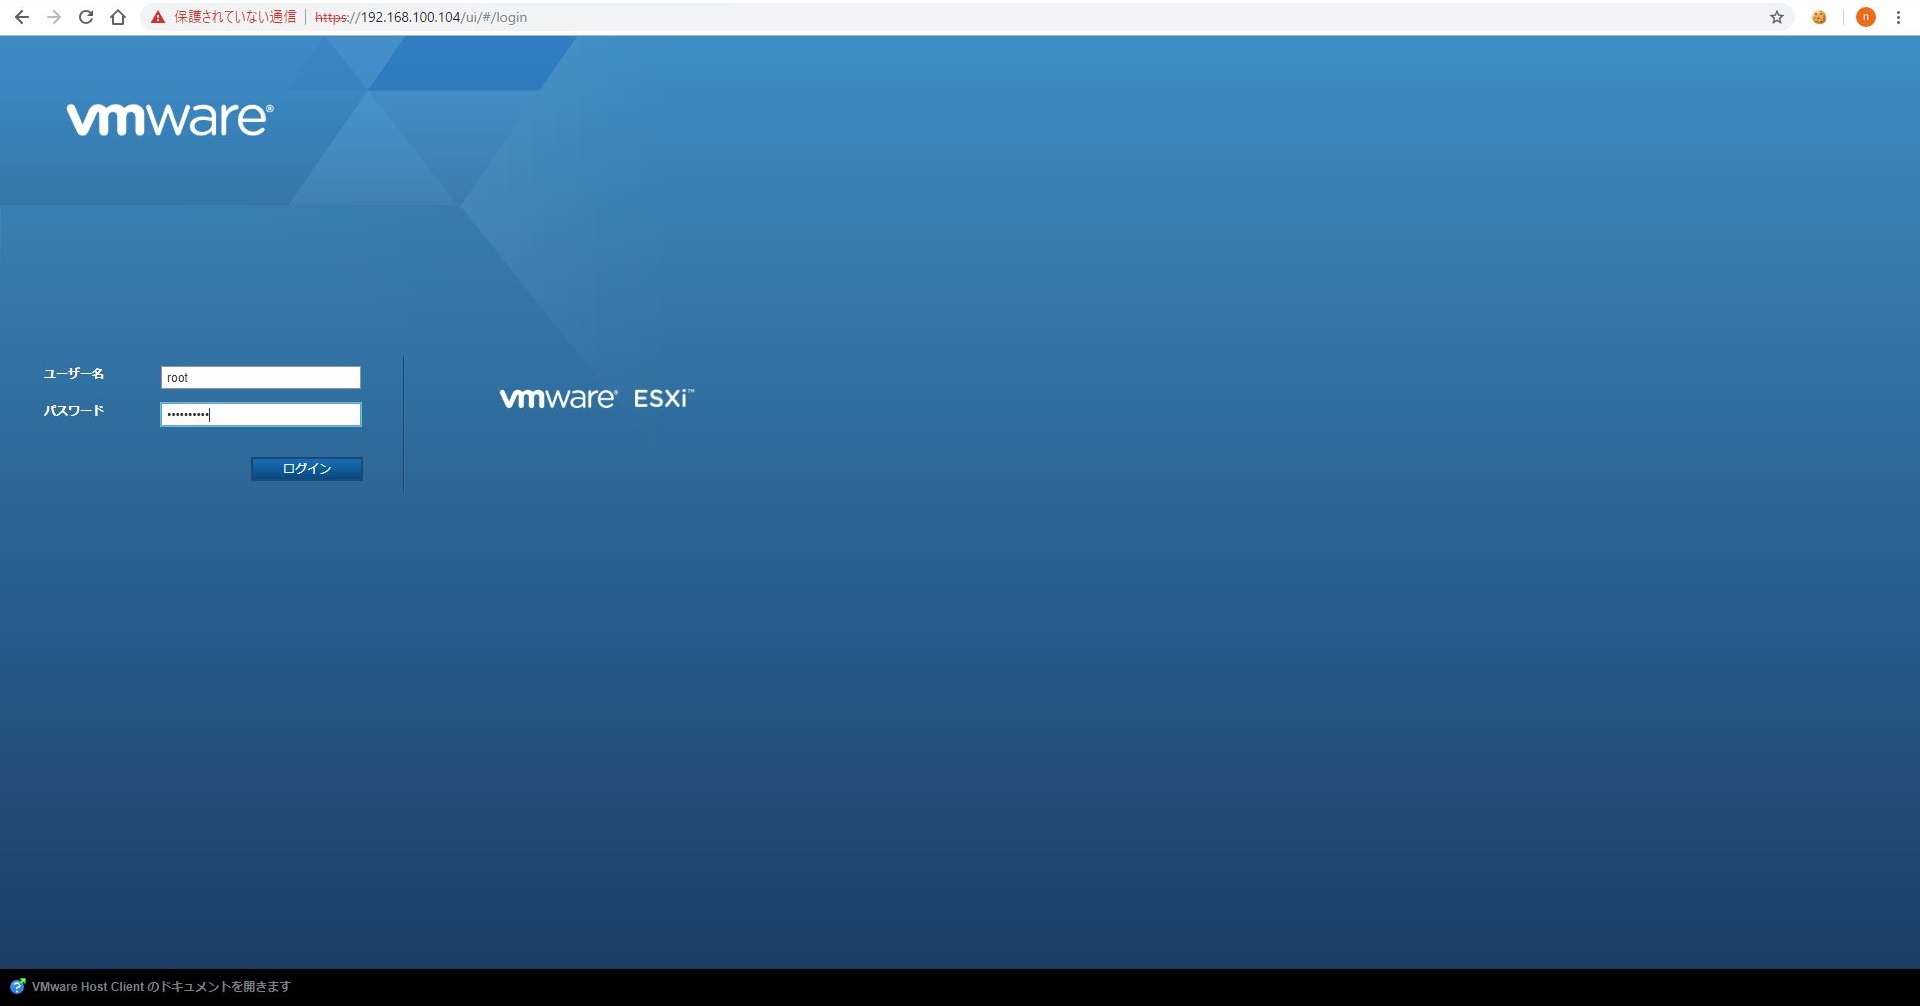 保護されていない通信 | https://192.168.100.104/ui/#/login
n
vmware®
ユーザー名 root
パスワード ••••••••••
ログイン
vmware® ESXi™
VMware Host Client のドキュメントを開きます